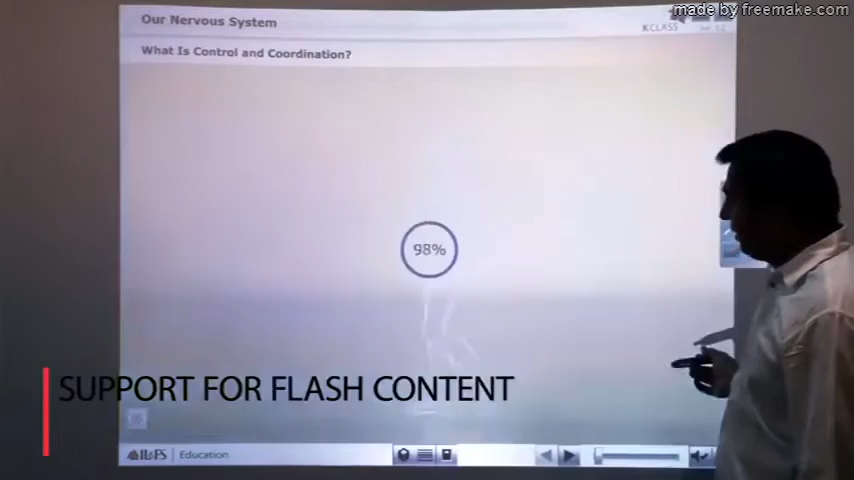 made by freemake.com
Our Nervous System
KCLASS
What Is Control and Coordination?
98%
SUPPORT FOR FLASH CONTENT
IL&FS | Education